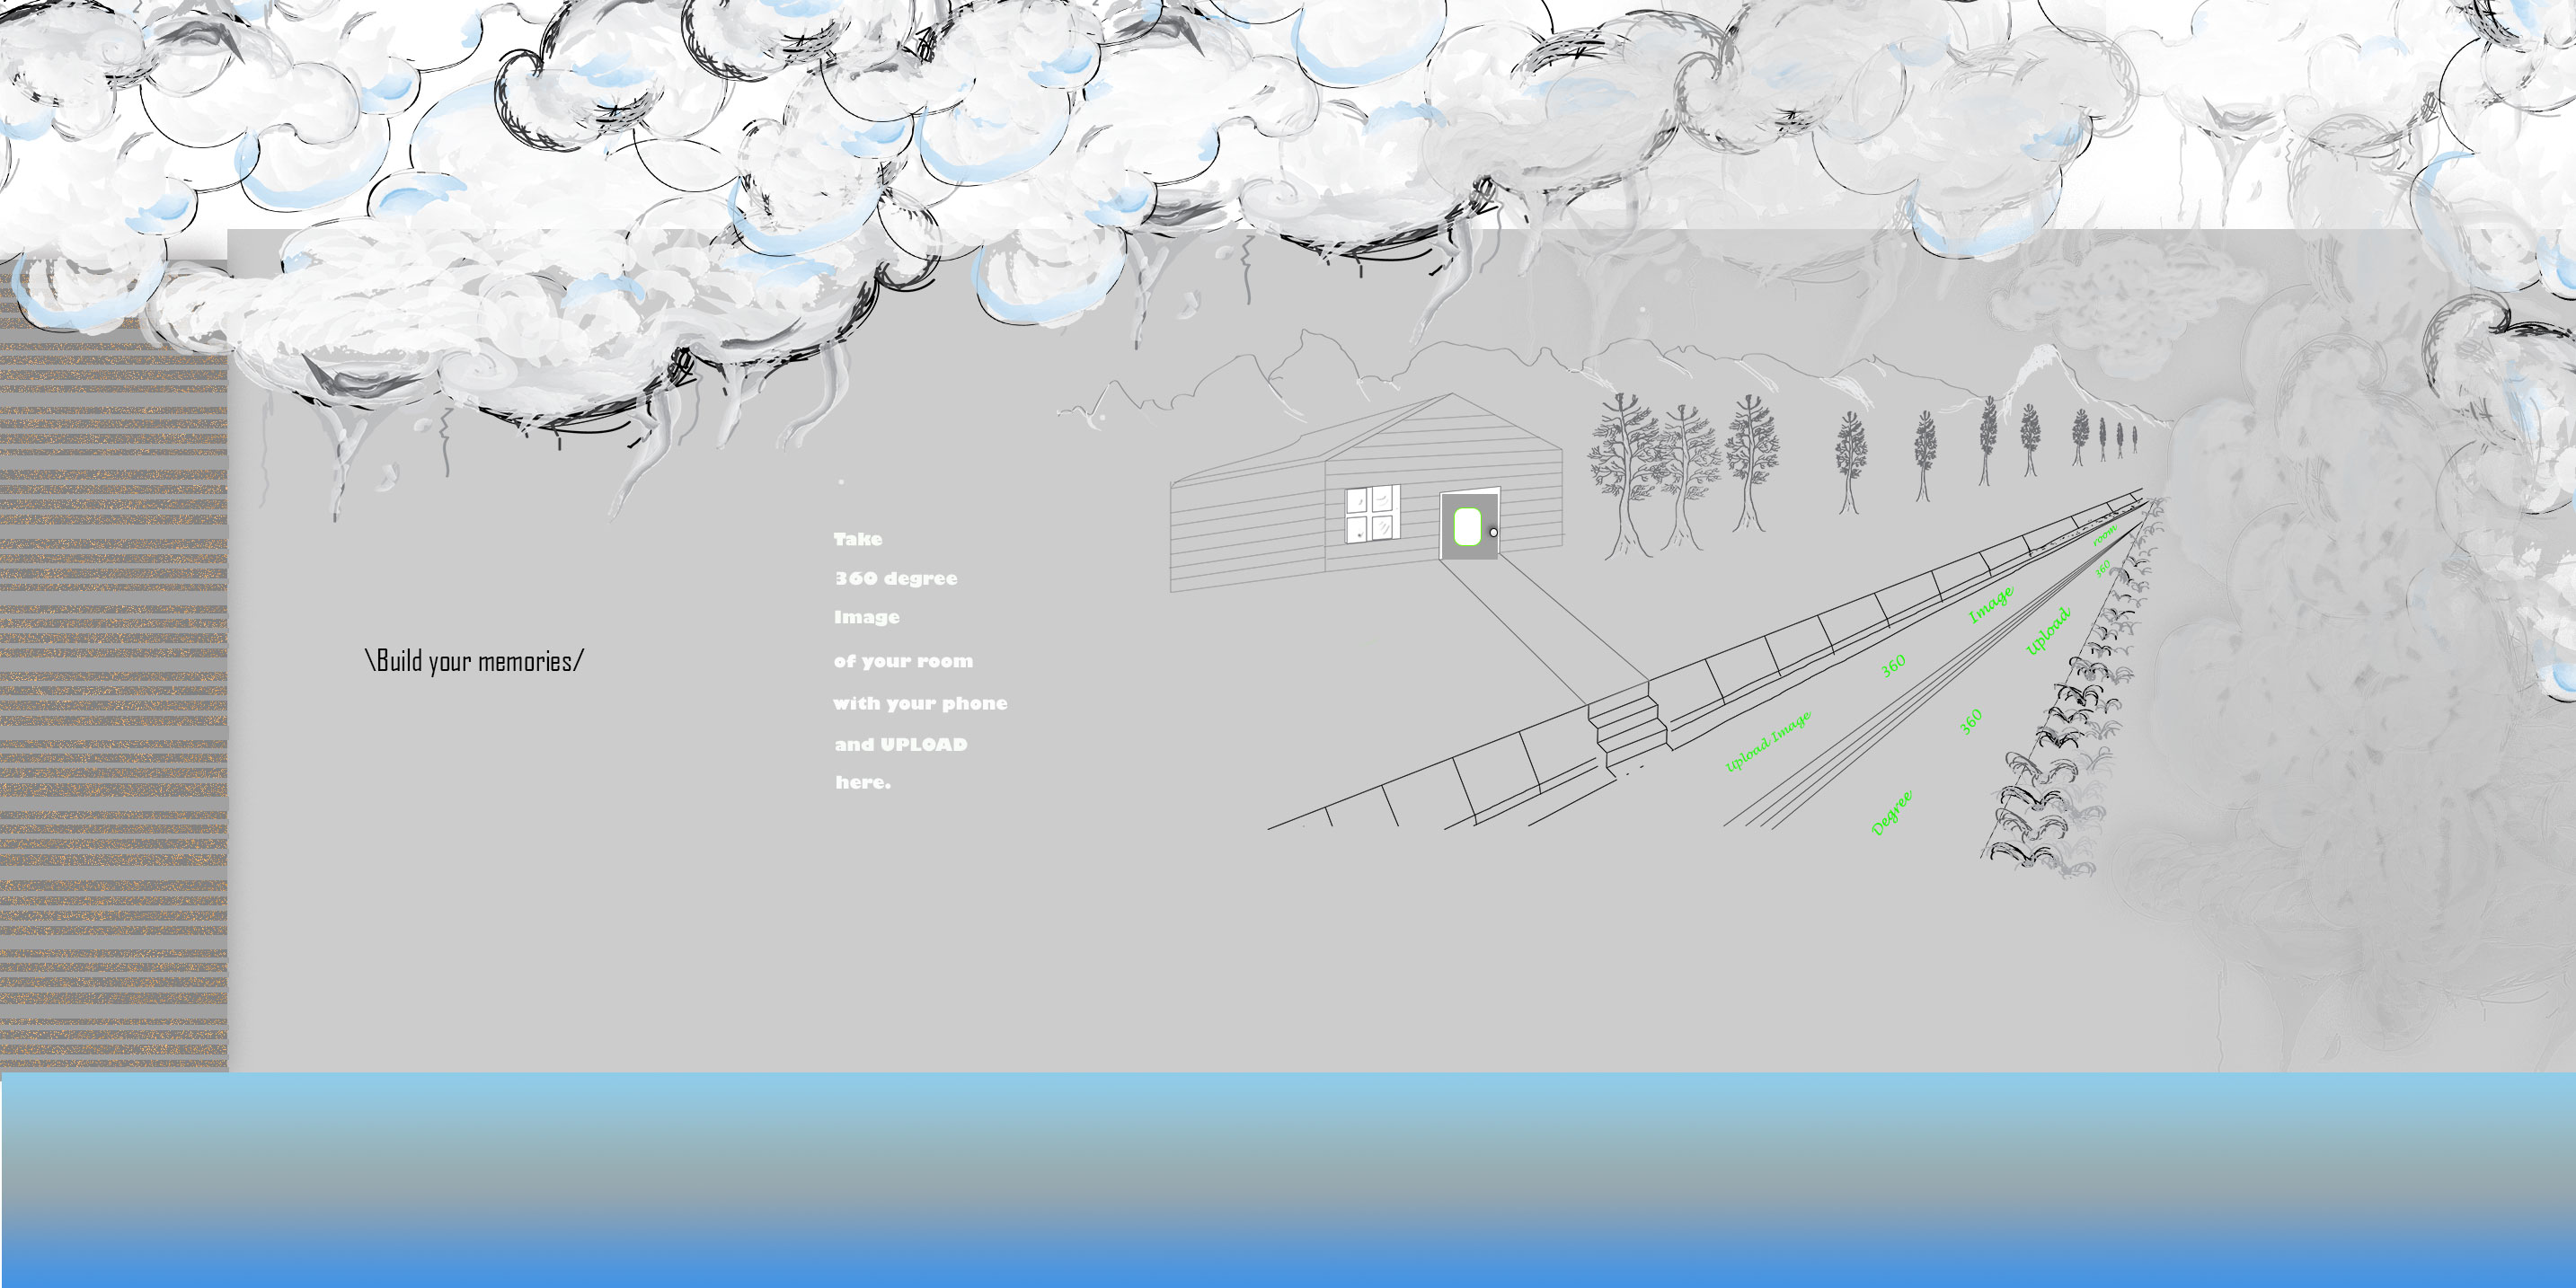 \Build your memories/
Take
360 degree
Image
of your room
with your phone
and UPLOAD
here.
room
360
Image
Upload
360
360
Upload Image
Degree